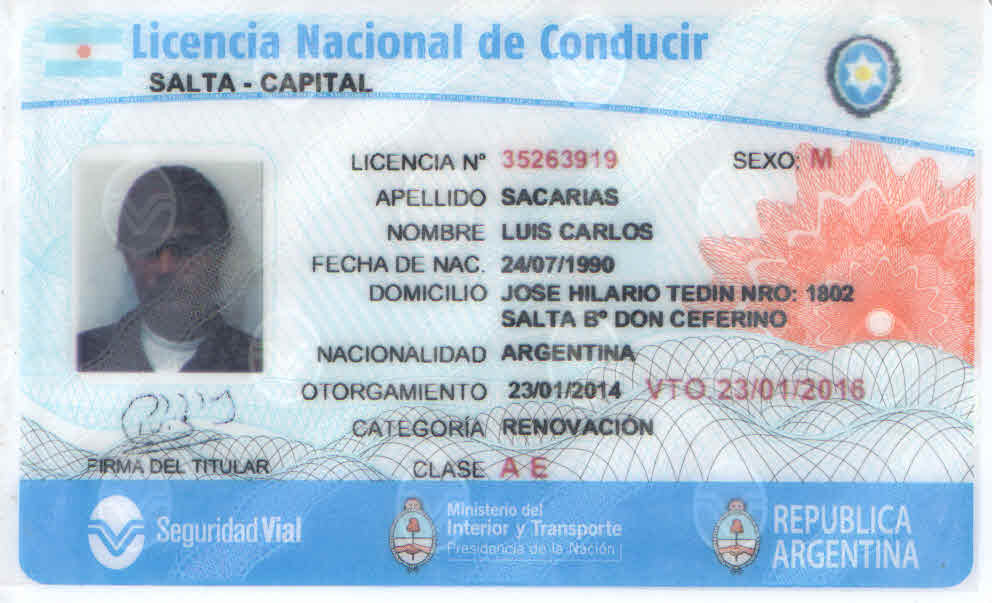 Licencia Nacional de Conducir
SALTA - CAPITAL
LICENCIA Nº 35263919 SEXO: M
APELLIDO SACARIAS
NOMBRE LUIS CARLOS
FECHA DE NAC. 24/07/1990
DOMICILIO JOSE HILARIO TEDIN NRO: 1802
SALTA Bº DON CEFERINO
NACIONALIDAD ARGENTINA
OTORGAMIENTO 23/01/2014 VTO 23/01/2016
CATEGORÍA RENOVACIÓN
FIRMA DEL TITULAR
CLASE A E
Seguridad Vial
Ministerio del
Interior y Transporte
Presidencia de la Nación
REPUBLICA
ARGENTINA